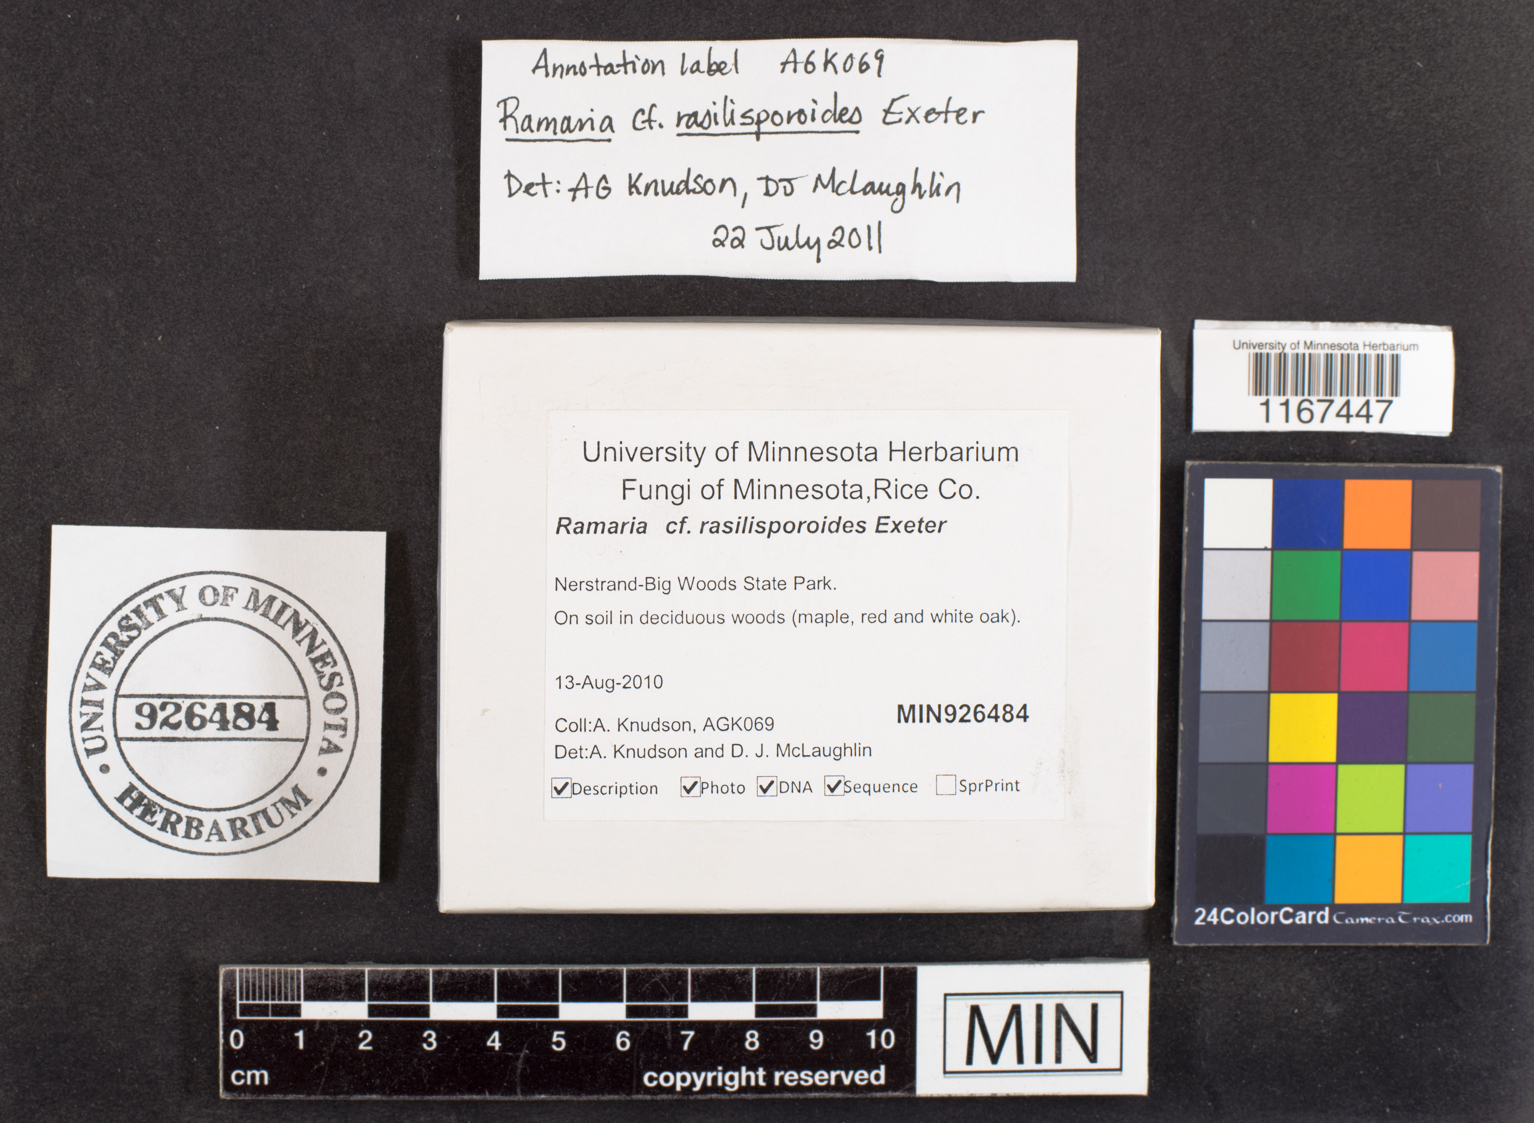 Annotation label AGK069
Ramaria cf. rasilisporoides Exeter
Det: AG Knudson, DJ McLaughlin
22 July 2011
University of Minnesota Herbarium
Fungi of Minnesota,Rice Co.
Ramaria cf. rasilisporoides Exeter
Nerstrand-Big Woods State Park.
On soil in deciduous woods (maple, red and white oak).
13-Aug-2010
MIN926484
Coll:A. Knudson, AGK069
Det:A. Knudson and D. J. McLaughlin
Description Photo DNA Sequence SprPrint
University of Minnesota Herbarium
1167447
UNIVERSITY OF MINNESOTA
926484
HERBARIUM
24ColorCard CameraTrax.com
0 1 2 3 4 5 6 7 8 9 10
cm copyright reserved
MIN